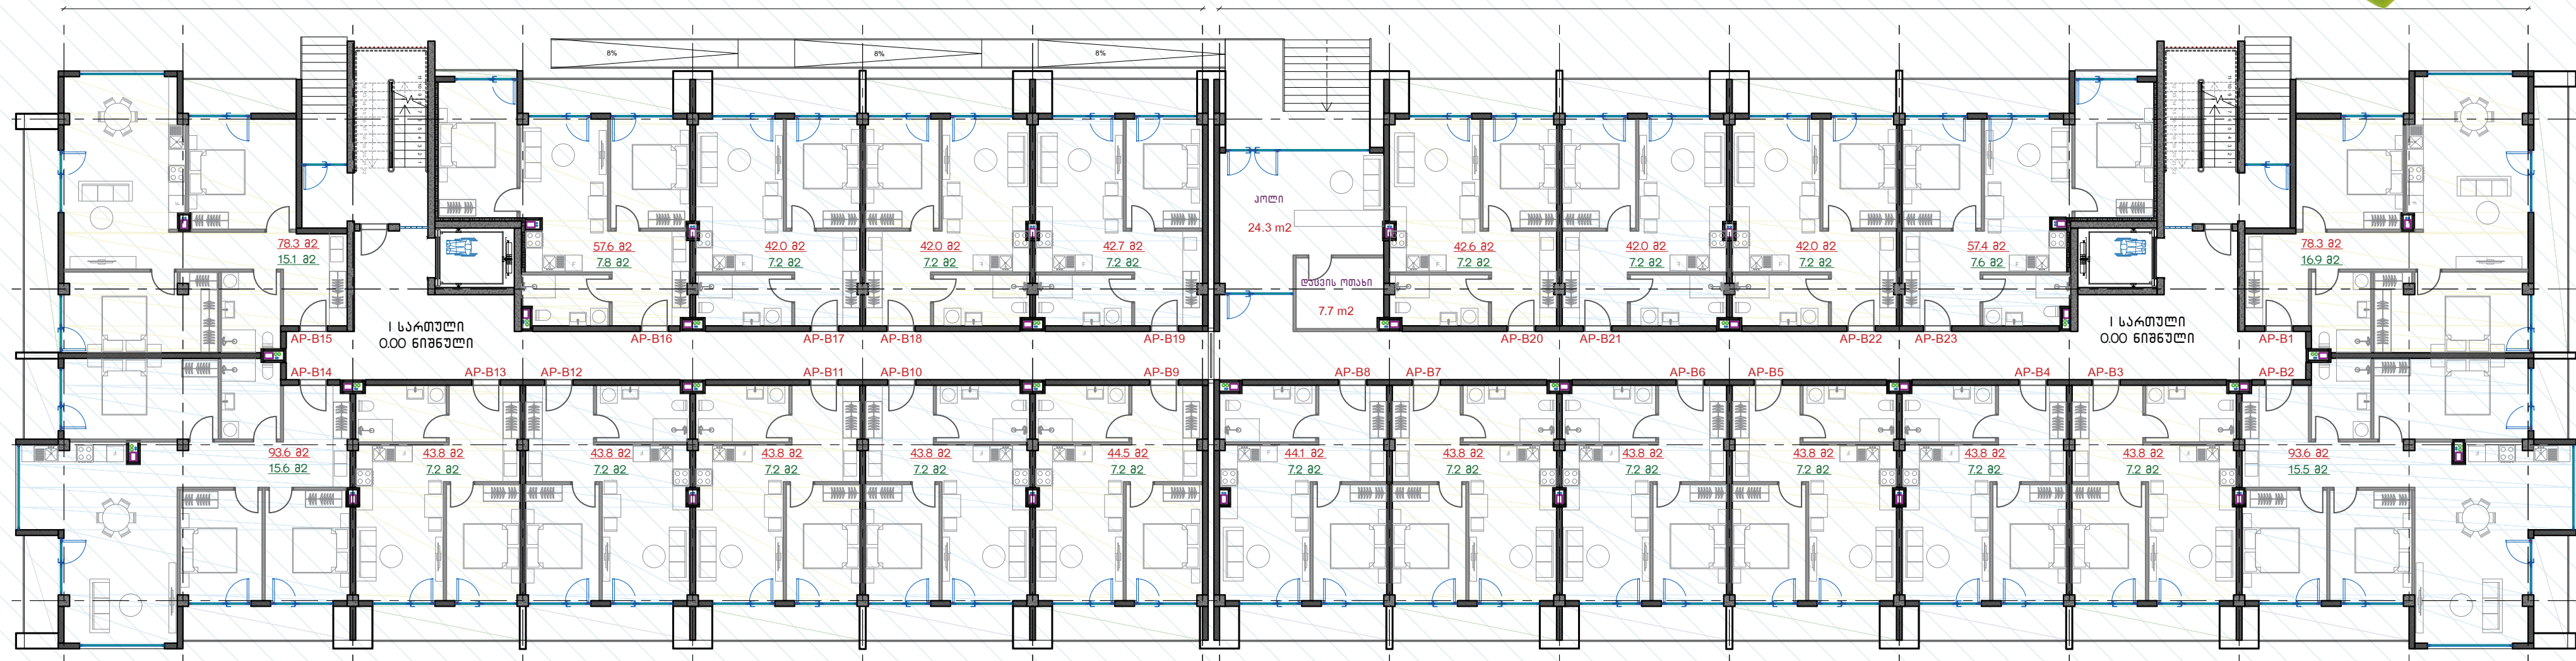 8%
8%
8%
ჰოლი
24.3 m2
78.3 მ2
15.1 მ2
57.6 მ2
7.8 მ2
42.0 მ2
7.2 მ2
42.0 მ2
7.2 მ2
42.7 მ2
7.2 მ2
42.6 მ2
7.2 მ2
42.0 მ2
7.2 მ2
42.0 მ2
7.2 მ2
57.4 მ2
7.6 მ2
78.3 მ2
16.9 მ2
დაცვის ოთახი
7.7 m2
I სართული
0.00 ნიშნული
I სართული
0.00 ნიშნული
AP-B15
AP-B16
AP-B17
AP-B18
AP-B19
AP-B20
AP-B21
AP-B22
AP-B23
AP-B1
AP-B14
AP-B13
AP-B12
AP-B11
AP-B10
AP-B9
AP-B8
AP-B7
AP-B6
AP-B5
AP-B4
AP-B3
AP-B2
93.6 მ2
15.6 მ2
43.8 მ2
7.2 მ2
43.8 მ2
7.2 მ2
43.8 მ2
7.2 მ2
43.8 მ2
7.2 მ2
44.5 მ2
7.2 მ2
44.1 მ2
7.2 მ2
43.8 მ2
7.2 მ2
43.8 მ2
7.2 მ2
43.8 მ2
7.2 მ2
43.8 მ2
7.2 მ2
43.8 მ2
7.2 მ2
93.6 მ2
15.5 მ2